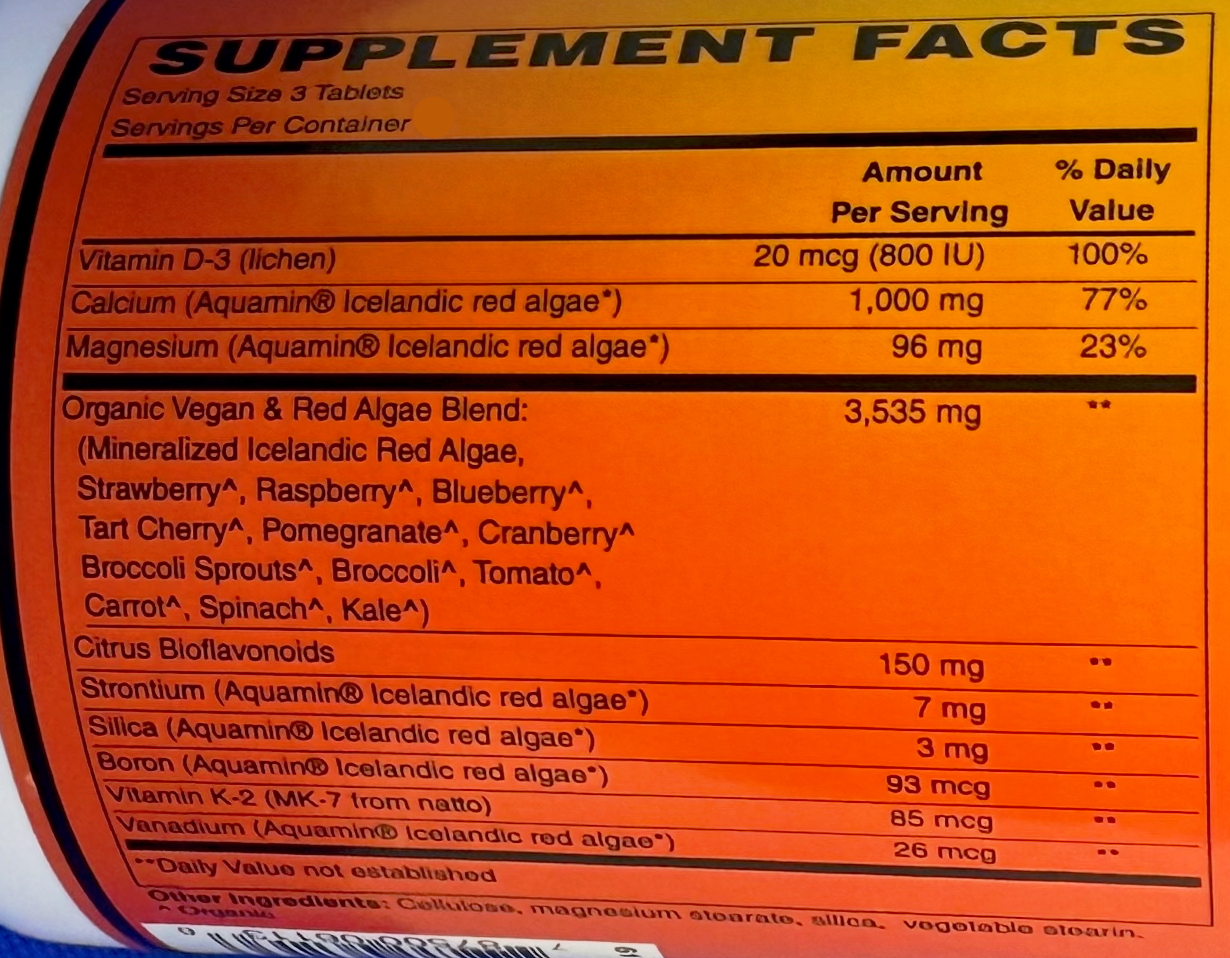 SUPPLEMENT FACTS
Serving Size 3 Tablets
Servings Per Container
Amount Per Serving % Daily Value
Vitamin D-3 (lichen) 20 mcg (800 IU) 100%
Calcium (Aquamin® Icelandic red algae*) 1,000 mg 77%
Magnesium (Aquamin® Icelandic red algae*) 96 mg 23%
Organic Vegan & Red Algae Blend: 3,535 mg **
(Mineralized Icelandic Red Algae,
Strawberry^, Raspberry^, Blueberry^,
Tart Cherry^, Pomegranate^, Cranberry^
Broccoli Sprouts^, Broccoli^, Tomato^,
Carrot^, Spinach^, Kale^)
Citrus Bioflavonoids 150 mg **
Strontium (Aquamin® Icelandic red algae*) 7 mg **
Silica (Aquamin® Icelandic red algae*) 3 mg **
Boron (Aquamin® Icelandic red algae*) 93 mcg **
Vitamin K-2 (MK-7 from natto) 85 mcg **
Vanadium (Aquamin® Icelandic red algae*) 26 mcg **
**Daily Value not established
Other Ingredients: Cellulose, magnesium stearate, silica, vegetable stearin.
^ Organic